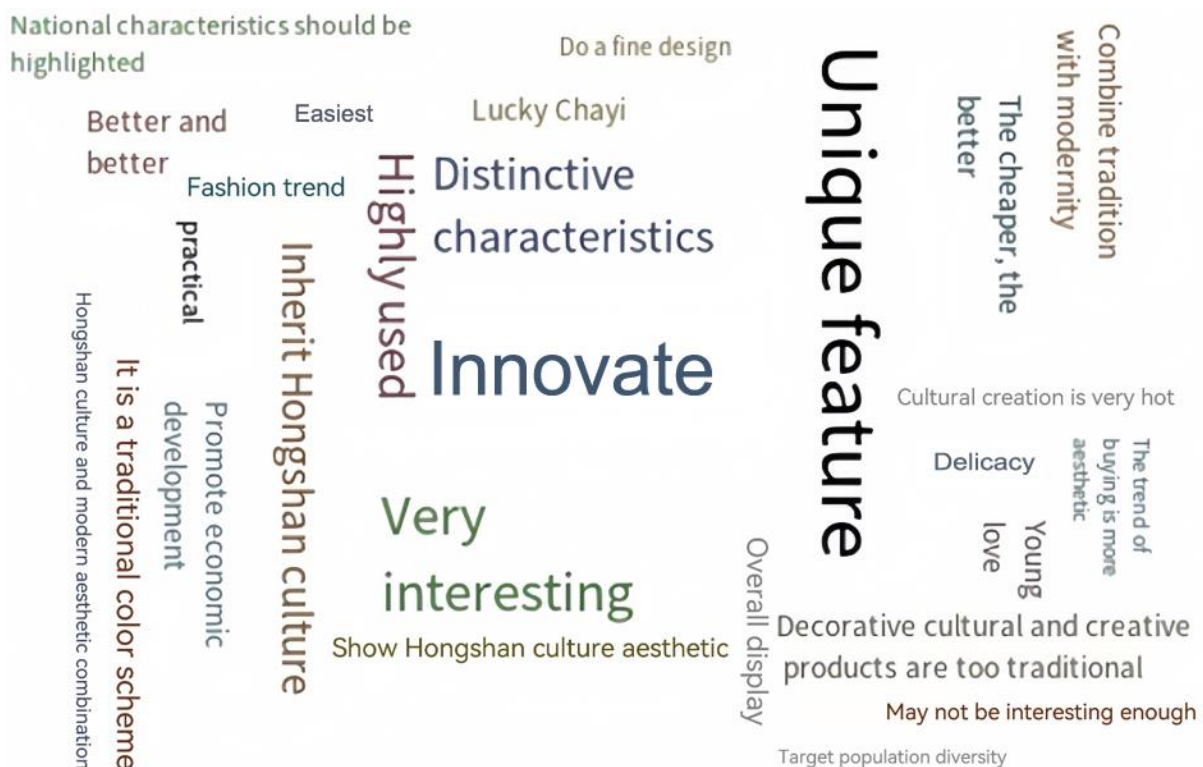 National characteristics should be
highlighted
Do a fine design
Better and
better
Easiest
Lucky Chayi
Fashion trend
Highly used
Distinctive
characteristics
Unique feature
The cheaper, the
better
Combine tradition
with modernity
practical
Inherit Hongshan culture
Hongshan culture and modern aesthetic combination
It is a traditional color scheme
Promote economic
development
Innovate
Cultural creation is very hot
Delicacy
The trend of
buying is more
aesthetic
Young
love
Very
interesting
Show Hongshan culture aesthetic
Overall display
Decorative cultural and creative
products are too traditional
May not be interesting enough
Target population diversity